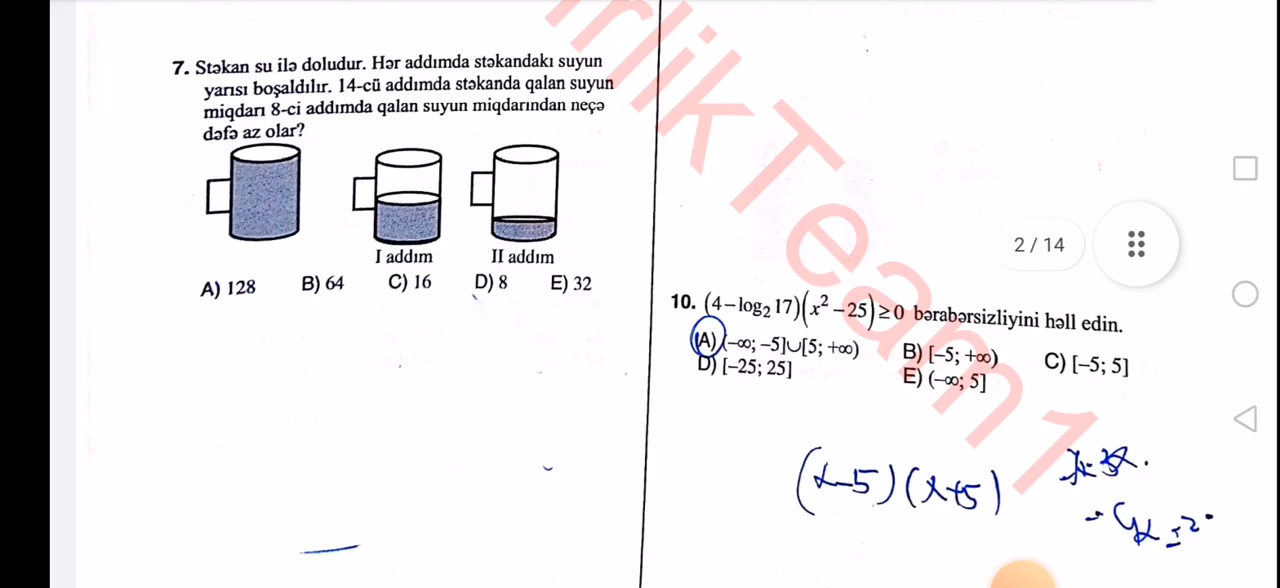 7. Stəkan su ilə doludur. Hər addımda stəkandakı suyun
yarısı boşaldılır. 14-cü addımda stəkanda qalan suyun
miqdarı 8-ci addımda qalan suyun miqdarından neçə
dəfə az olar?
I addım II addım
A) 128 B) 64 C) 16 D) 8 E) 32
rlikTeam1
2 / 14
10. (4−log₂ 17)(x² −25)≥0 bərabərsizliyini həll edin.
A) (−∞; −5]∪[5; +∞) B) [−5; +∞) C) [−5; 5]
D) [−25; 25] E) (−∞; 5]
(x−5)(x+5)